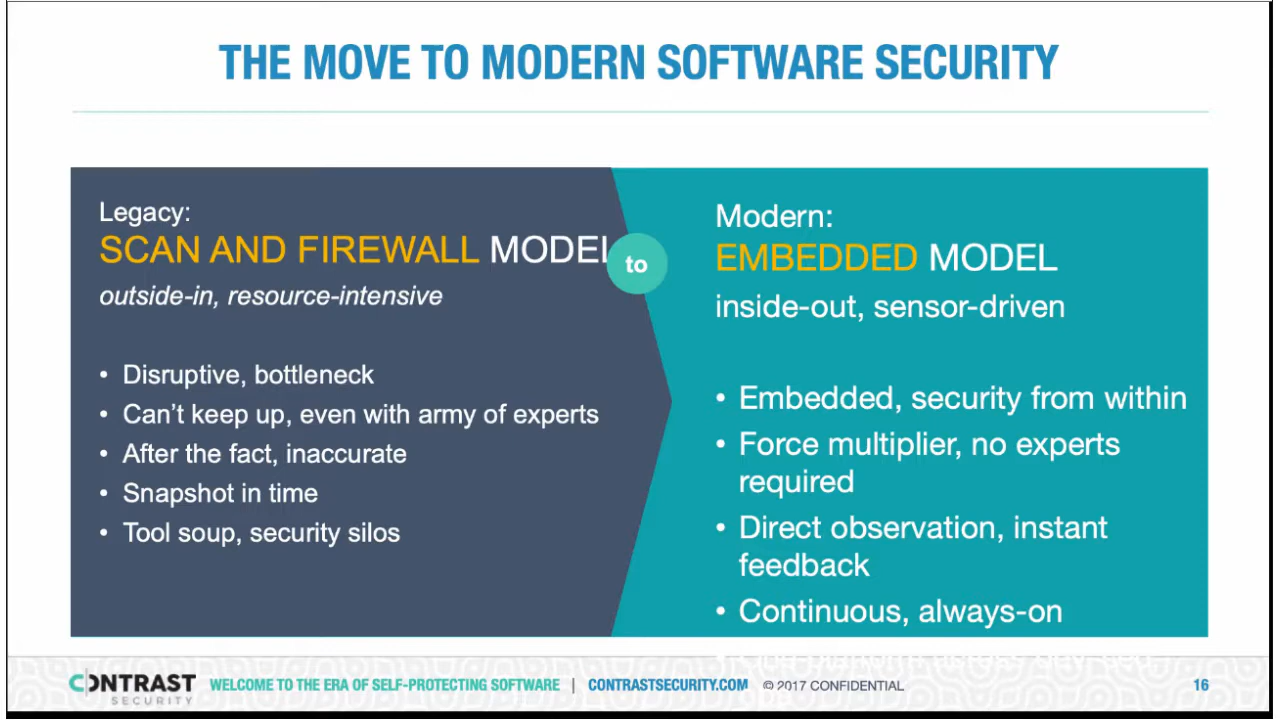 THE MOVE TO MODERN SOFTWARE SECURITY
Legacy:
SCAN AND FIREWALL MODEL
outside-in, resource-intensive
• Disruptive, bottleneck
• Can’t keep up, even with army of experts
• After the fact, inaccurate
• Snapshot in time
• Tool soup, security silos
to
Modern:
EMBEDDED MODEL
inside-out, sensor-driven
• Embedded, security from within
• Force multiplier, no experts
required
• Direct observation, instant
feedback
• Continuous, always-on
• platform across
CONTRAST
SECURITY
WELCOME TO THE ERA OF SELF-PROTECTING SOFTWARE | CONTRASTSECURITY.COM © 2017 CONFIDENTIAL
16